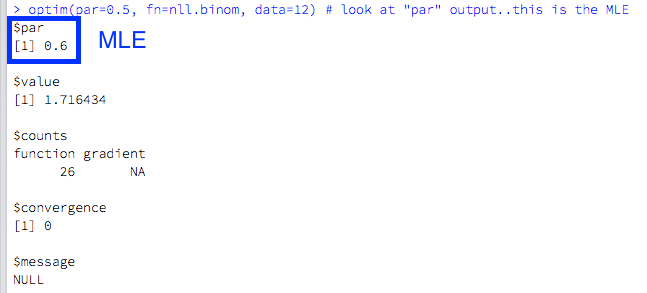 > optim(par=0.5, fn=nll.binom, data=12) # look at "par" output..this is the MLE
$par
[1] 0.6
MLE
$value
[1] 1.716434
$counts
function gradient
26 NA
$convergence
[1] 0
$message
NULL